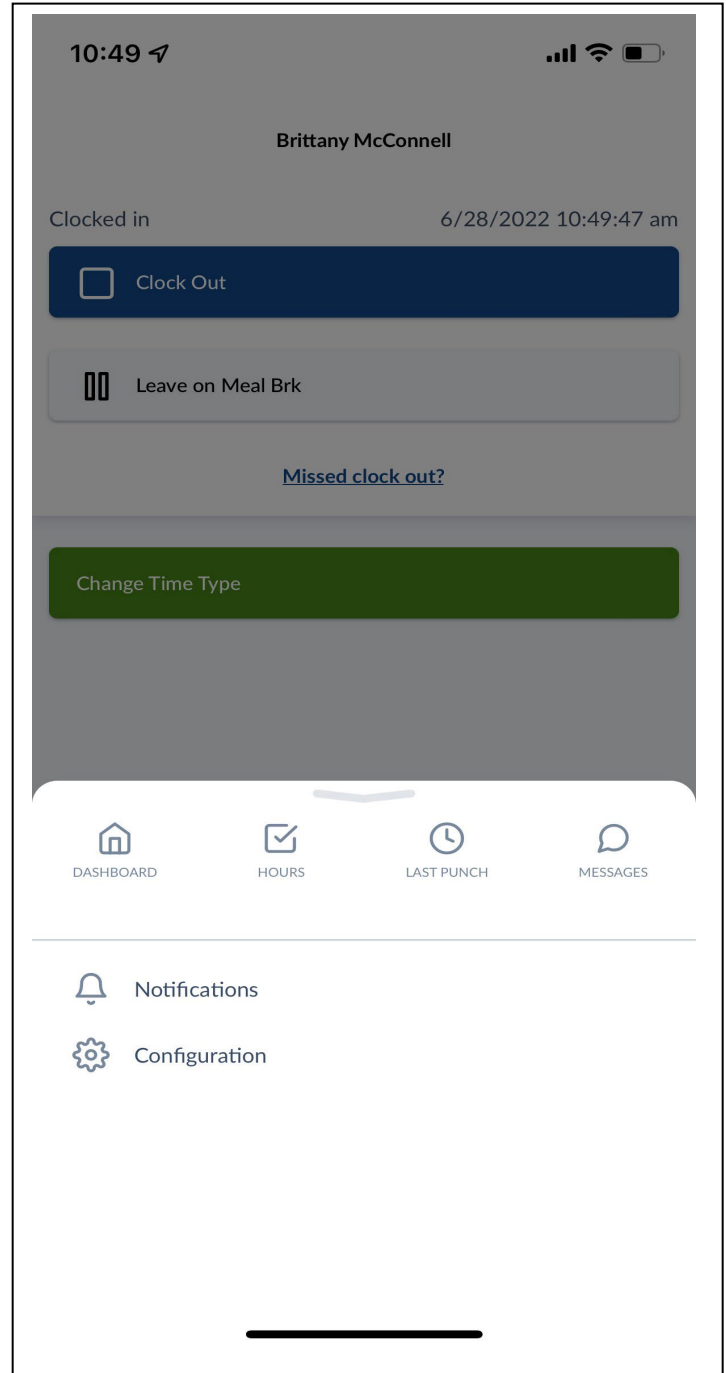 10:49
Brittany McConnell
Clocked in 6/28/2022 10:49:47 am
Clock Out
Leave on Meal Brk
Missed clock out?
Change Time Type
DASHBOARD HOURS LAST PUNCH MESSAGES
Notifications
Configuration